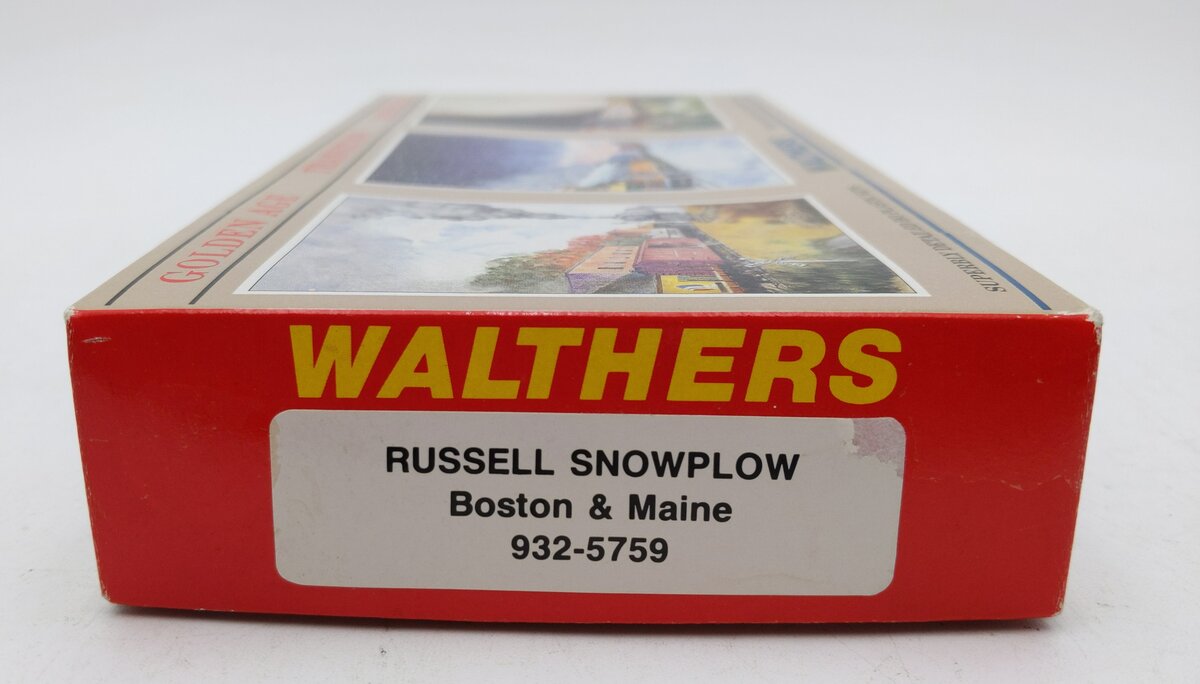 GOLDEN AGE
WALTHERS
RUSSELL SNOWPLOW
Boston & Maine
932-5759